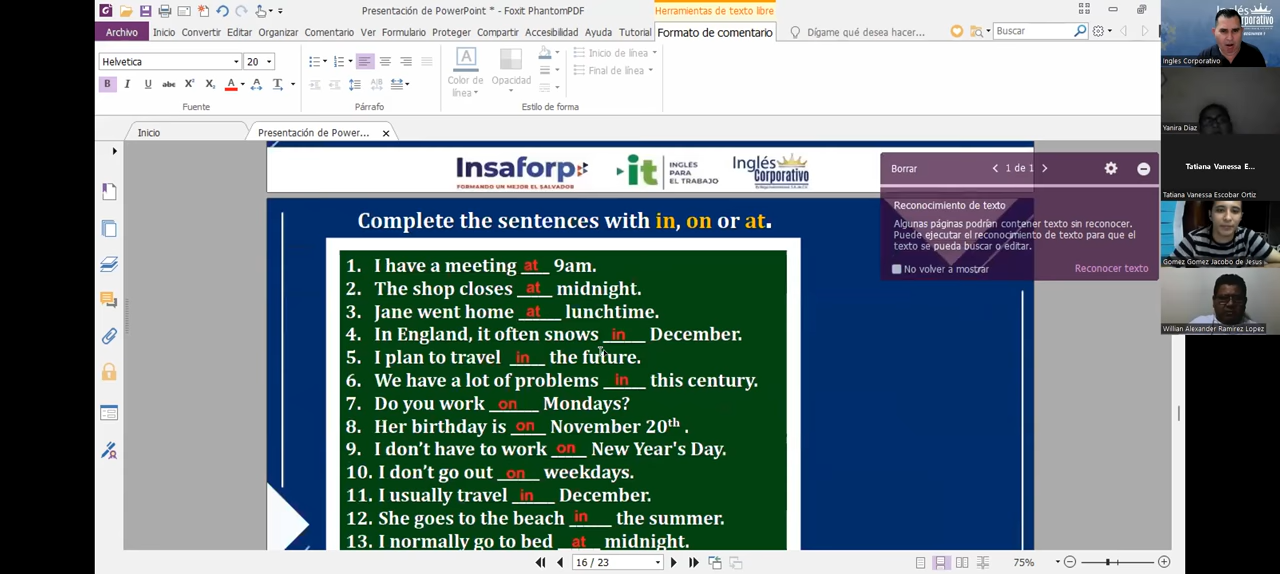 Presentación de PowerPoint * - Foxit PhantomPDF
Herramientas de texto libre
Archivo Inicio Convertir Editar Organizar Comentario Ver Formulario Proteger Compartir Accesibilidad Ayuda Tutorial Formato de comentario Dígame qué desea hacer... Buscar
Helvetica 20
Color de línea
Opacidad
Inicio de línea
Final de línea
Fuente Párrafo Estilo de forma
Inicio Presentación de Power...
Insaforp
FORMANDO UN MEJOR EL SALVADOR
it INGLÉS PARA EL TRABAJO
Inglés Corporativo
Complete the sentences with in, on or at.
1. I have a meeting at 9am.
2. The shop closes at midnight.
3. Jane went home at lunchtime.
4. In England, it often snows in December.
5. I plan to travel in the future.
6. We have a lot of problems in this century.
7. Do you work on Mondays?
8. Her birthday is on November 20th .
9. I don't have to work on New Year's Day.
10. I don't go out on weekdays.
11. I usually travel in December.
12. She goes to the beach in the summer.
13. I normally go to bed at midnight.
Borrar 1 de 1
Reconocimiento de texto
Algunas páginas podrían contener texto sin reconocer.
Puede ejecutar el reconocimiento de texto para que el
texto se pueda buscar o editar.
No volver a mostrar Reconocer texto
16 / 23
75%
Inglés Corporativo
Yanira Diaz
Tatiana Vanessa E...
Tatiana Vanessa Escobar Ortiz
Gomez Gomez Jacobo de Jesus
Willian Alexander Ramirez Lopez